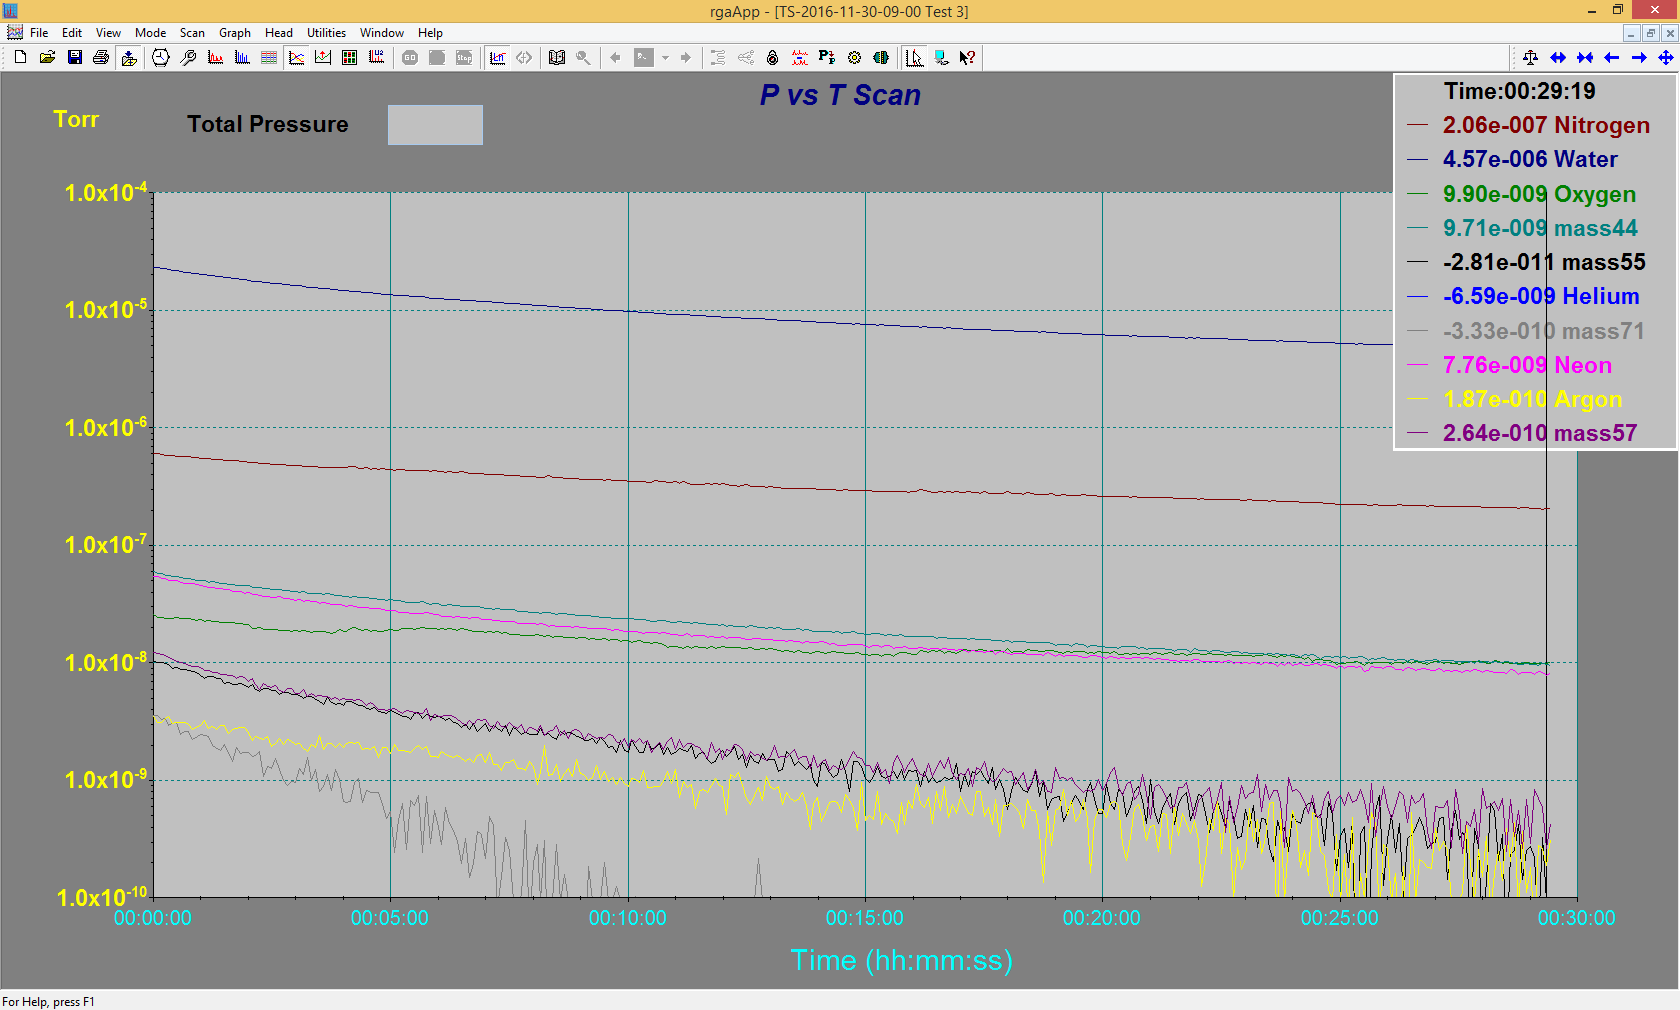 rgaApp - [TS-2016-11-30-09-00 Test 3]
File Edit View Mode Scan Graph Head Utilities Window Help
P vs T Scan
Torr
Total Pressure
Time:00:29:19
2.06e-007 Nitrogen
4.57e-006 Water
9.90e-009 Oxygen
9.71e-009 mass44
-2.81e-011 mass55
-6.59e-009 Helium
-3.33e-010 mass71
7.76e-009 Neon
1.87e-010 Argon
2.64e-010 mass57
1.0x10-4
1.0x10-5
1.0x10-6
1.0x10-7
1.0x10-8
1.0x10-9
1.0x10-10
00:00:00 00:05:00 00:10:00 00:15:00 00:20:00 00:25:00 00:30:00
Time (hh:mm:ss)
For Help, press F1